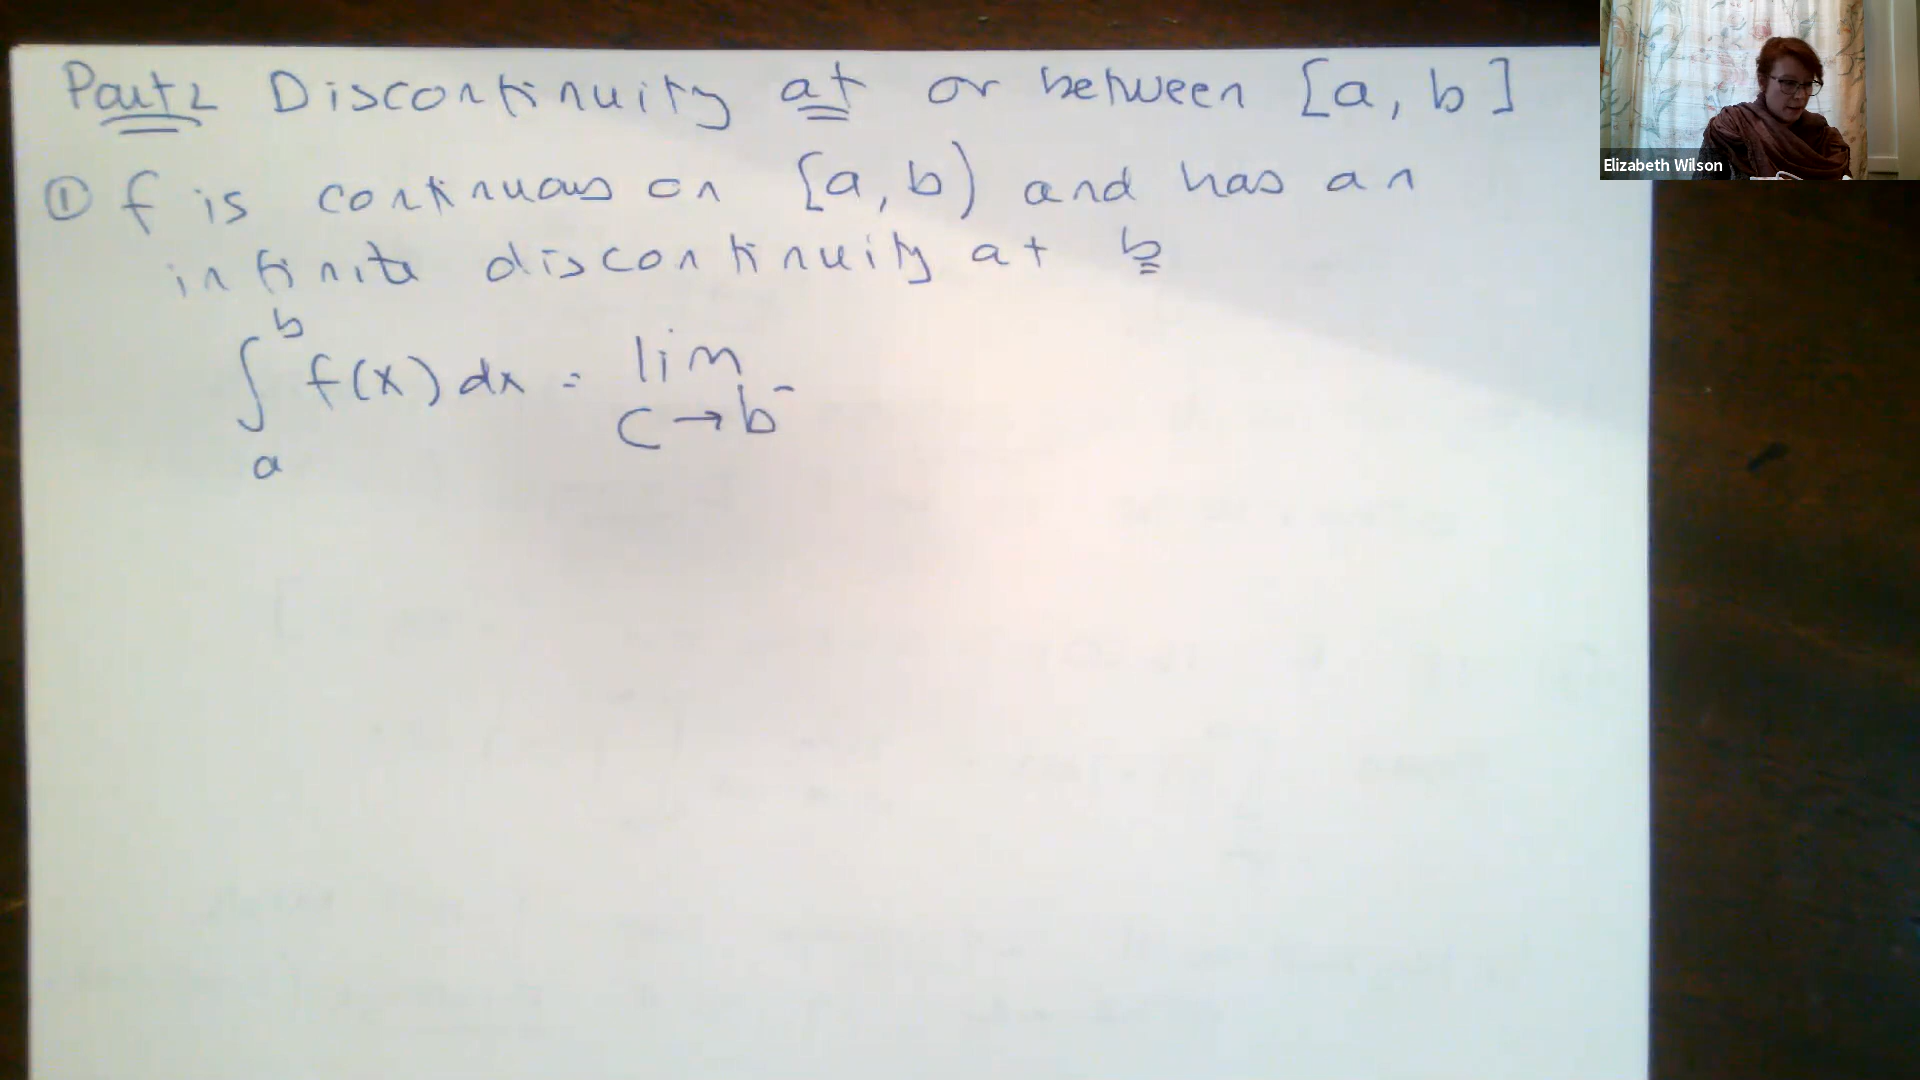 Part 2 Discontinuity at or between [a, b]
① f is continuous on [a, b) and has an
infinite discontinuity at b
∫_a^b f(x) dx = lim_{c→b⁻}
Elizabeth Wilson